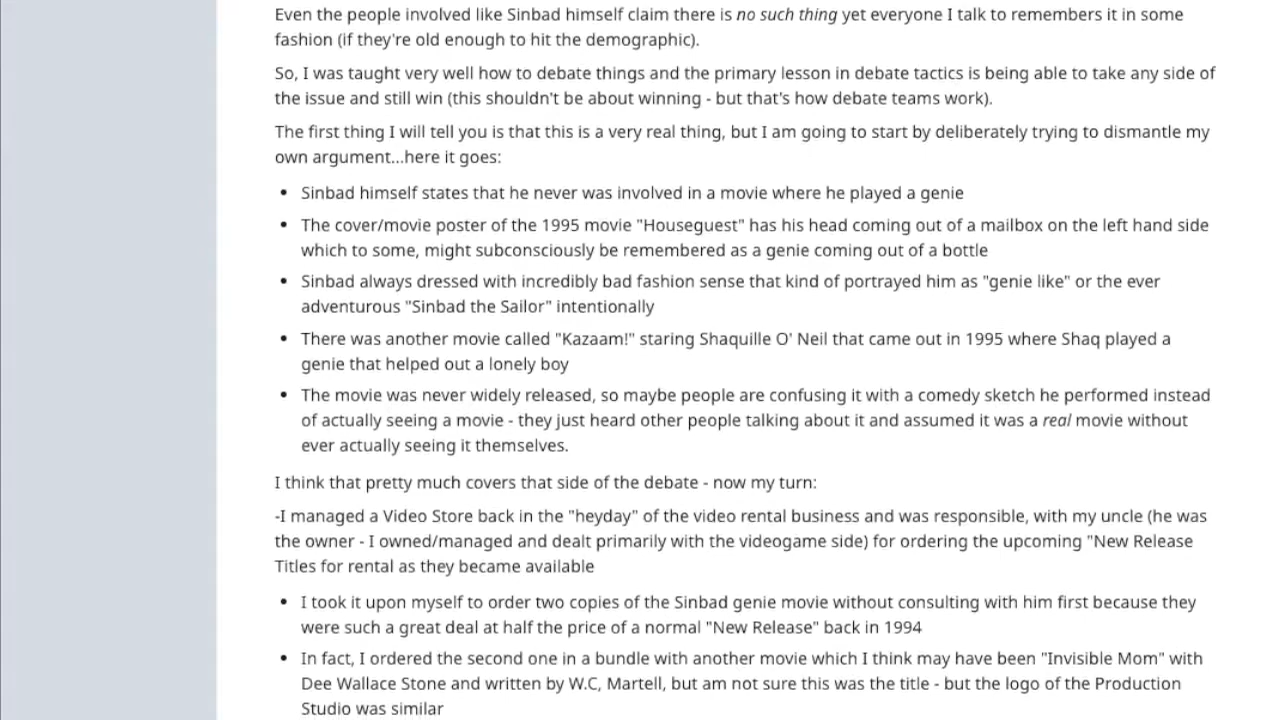 Even the people involved like Sinbad himself claim there is no such thing yet everyone I talk to remembers it in some
fashion (if they're old enough to hit the demographic).
So, I was taught very well how to debate things and the primary lesson in debate tactics is being able to take any side of
the issue and still win (this shouldn't be about winning - but that's how debate teams work).
The first thing I will tell you is that this is a very real thing, but I am going to start by deliberately trying to dismantle my
own argument...here it goes:
• Sinbad himself states that he never was involved in a movie where he played a genie
• The cover/movie poster of the 1995 movie "Houseguest" has his head coming out of a mailbox on the left hand side
which to some, might subconsciously be remembered as a genie coming out of a bottle
• Sinbad always dressed with incredibly bad fashion sense that kind of portrayed him as "genie like" or the ever
adventurous "Sinbad the Sailor" intentionally
• There was another movie called "Kazaam!" staring Shaquille O' Neil that came out in 1995 where Shaq played a
genie that helped out a lonely boy
• The movie was never widely released, so maybe people are confusing it with a comedy sketch he performed instead
of actually seeing a movie - they just heard other people talking about it and assumed it was a real movie without
ever actually seeing it themselves.
I think that pretty much covers that side of the debate - now my turn:
-I managed a Video Store back in the "heyday" of the video rental business and was responsible, with my uncle (he was
the owner - I owned/managed and dealt primarily with the videogame side) for ordering the upcoming "New Release
Titles for rental as they became available
• I took it upon myself to order two copies of the Sinbad genie movie without consulting with him first because they
were such a great deal at half the price of a normal "New Release" back in 1994
• In fact, I ordered the second one in a bundle with another movie which I think may have been "Invisible Mom" with
Dee Wallace Stone and written by W.C, Martell, but am not sure this was the title - but the logo of the Production
Studio was similar